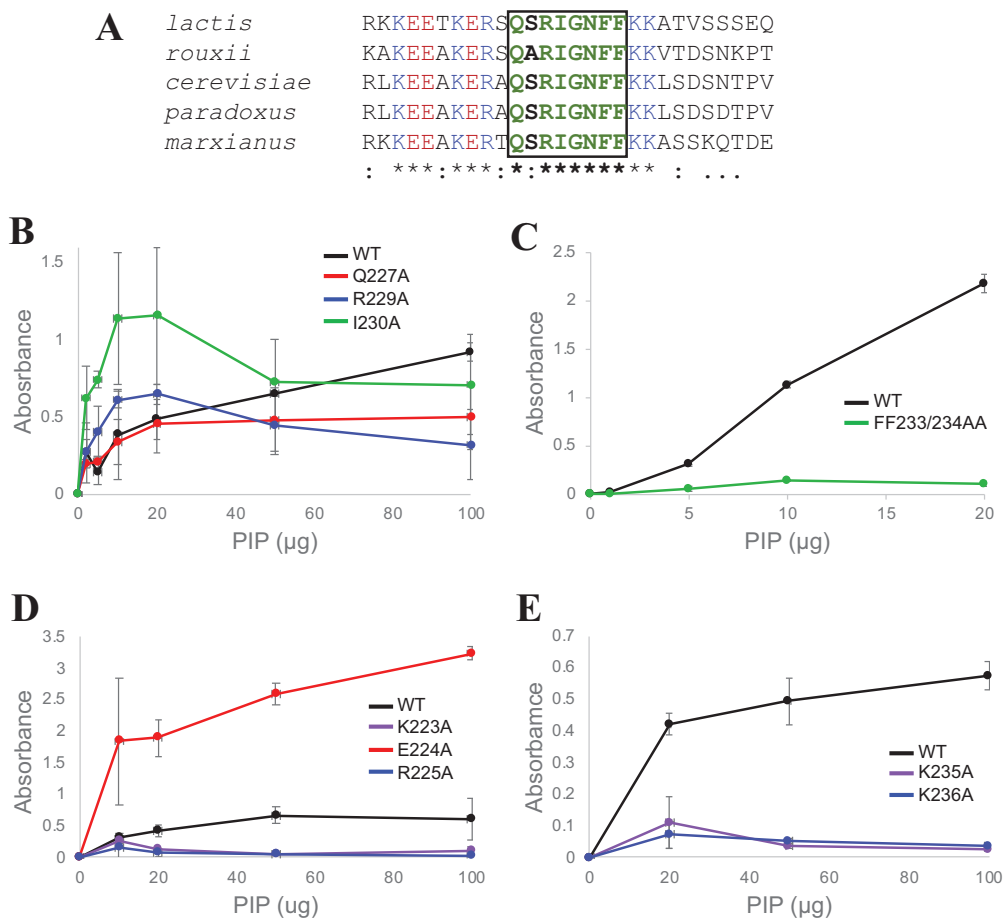 A
lactis RKKEETKERSQSRIGNFFKKATVSSSEQ
rouxii KAKEEAKERSQARIGNFFKKVTDSNKPT
cerevisiae RLKEEAKERAQSRIGNFFKKLSDSNTPV
paradoxus RLKEEAKERAQSRIGNFFKKLSDSDTPV
marxianus RKKEEAKERTQSRIGNFFKKASSKQTDE
: ***:***:*:******** : ...
B
Abosrbance
1.5
1
0.5
0
WT
Q227A
R229A
I230A
0 20 40 60 80 100
PIP (µg)
C
Absorbance
2.5
2
1.5
1
0.5
0
WT
FF233/234AA
0 5 10 15 20
PIP (µg)
D
Absorbance
3.5
3
2.5
2
1.5
1
0.5
0
WT
K223A
E224A
R225A
0 20 40 60 80 100
PIP (ug)
E
Absorbamce
0.7
0.6
0.5
0.4
0.3
0.2
0.1
0
WT
K235A
K236A
0 20 40 60 80 100
PIP (µg)